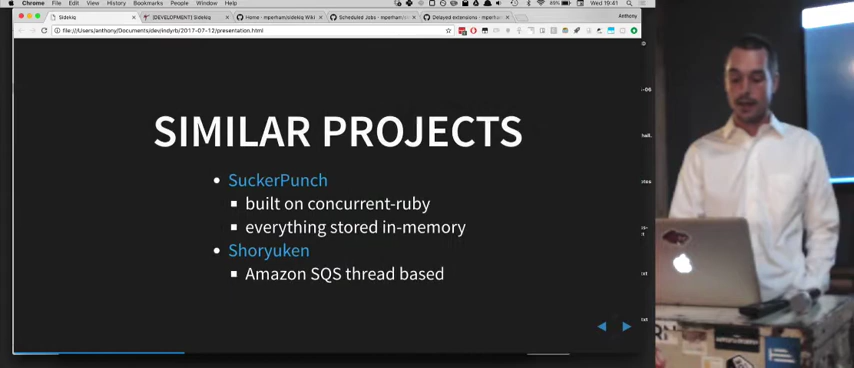 Chrome File Edit View History Bookmarks People Window Help
Wed 19:41
Sidekiq
[DEVELOPMENT] Sidekiq
Home · mperham/sidekiq Wiki
Scheduled Jobs · mperham/
Delayed extensions · mperham/
Anthony
file:///Users/anthony/Documents/dev/indyrb/2017-07-12/presentation.html
SIMILAR PROJECTS
SuckerPunch
built on concurrent-ruby
everything stored in-memory
Shoryuken
Amazon SQS thread based